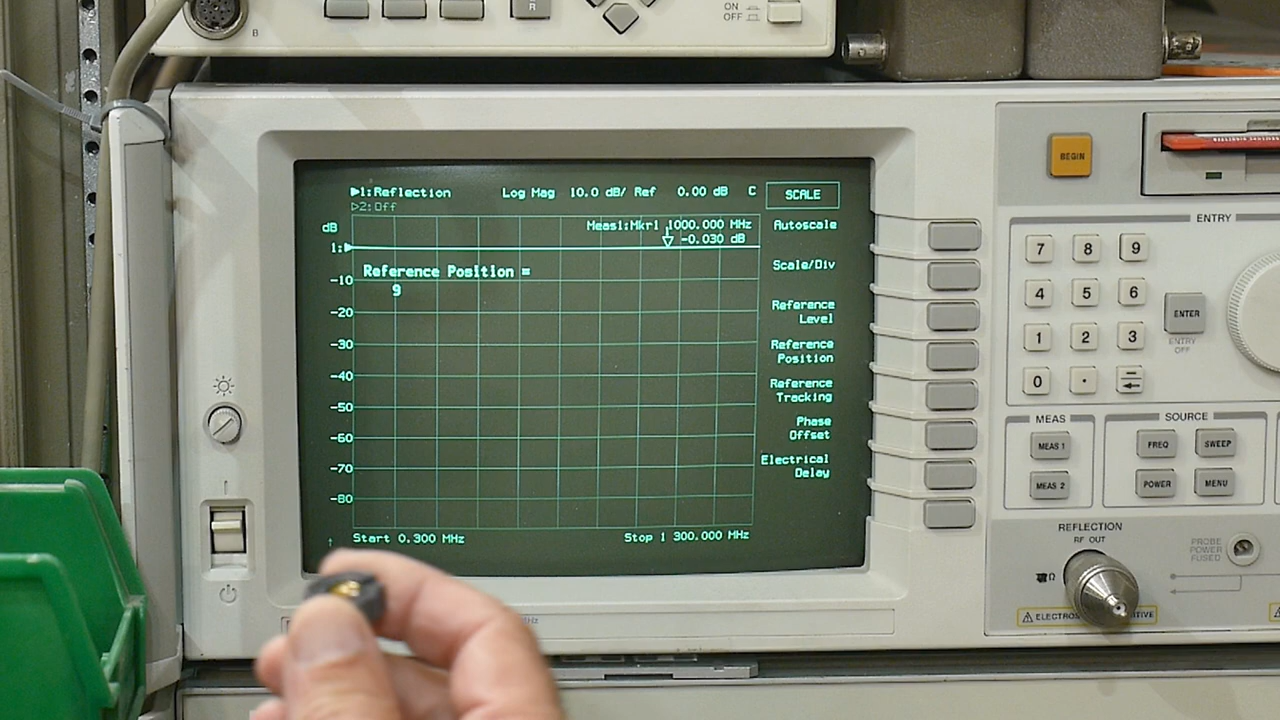 B
R
ON
OFF
▶1:Reflection Log Mag 10.0 dB/ Ref 0.00 dB C
▷2:Off
SCALE
dB
Meas1:Mkr1 1000.000 MHz
-0.030 dB
1:▶
Reference Position =
9
-10
-20
-30
-40
-50
-60
-70
-80
Start 0.300 MHz
Stop 1 300.000 MHz
Autoscale
Scale/Div
Reference
Level
Reference
Position
Reference
Tracking
Phase
Offset
Electrical
Delay
BEGIN
ENTRY
7 8 9
4 5 6
1 2 3
0 . −
ENTER
ENTRY
OFF
MEAS
MEAS 1
MEAS 2
SOURCE
FREQ
SWEEP
POWER
MENU
REFLECTION
RF OUT
Ω
PROBE
POWER
FUSED